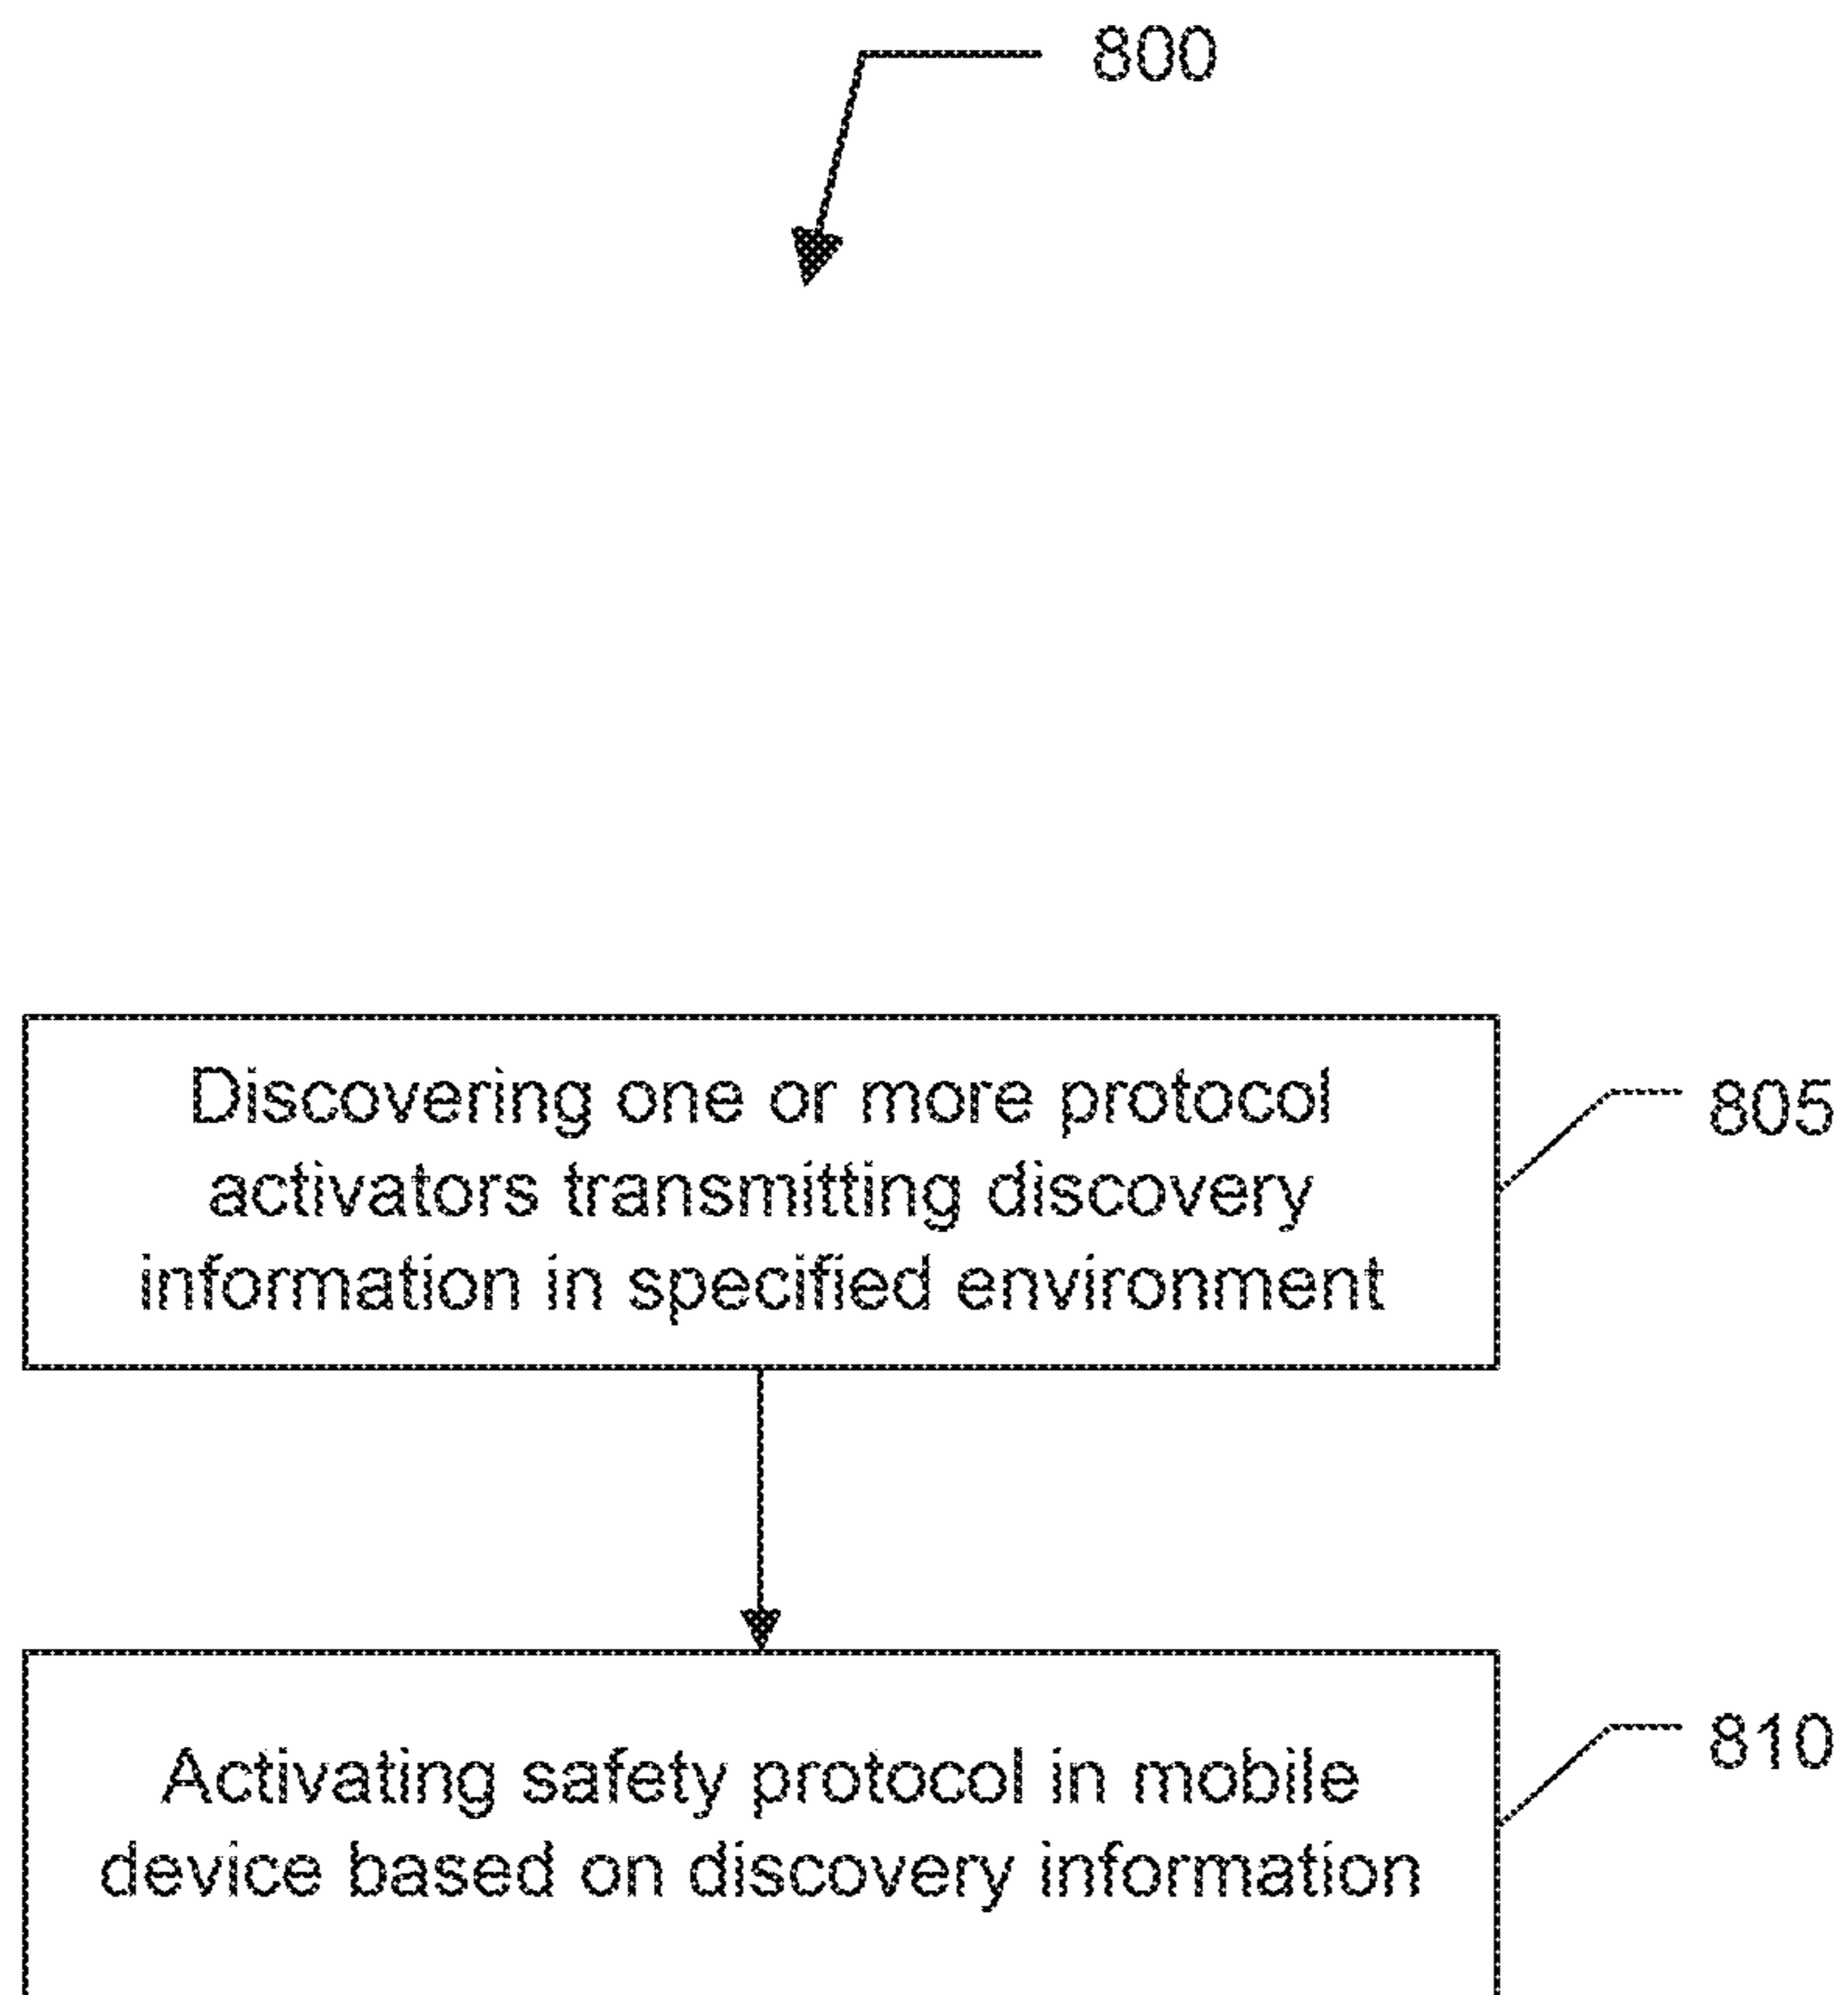 800
Discovering one or more protocol
activators transmitting discovery
information in specified environment
805
Activating safety protocol in mobile
device based on discovery information
810